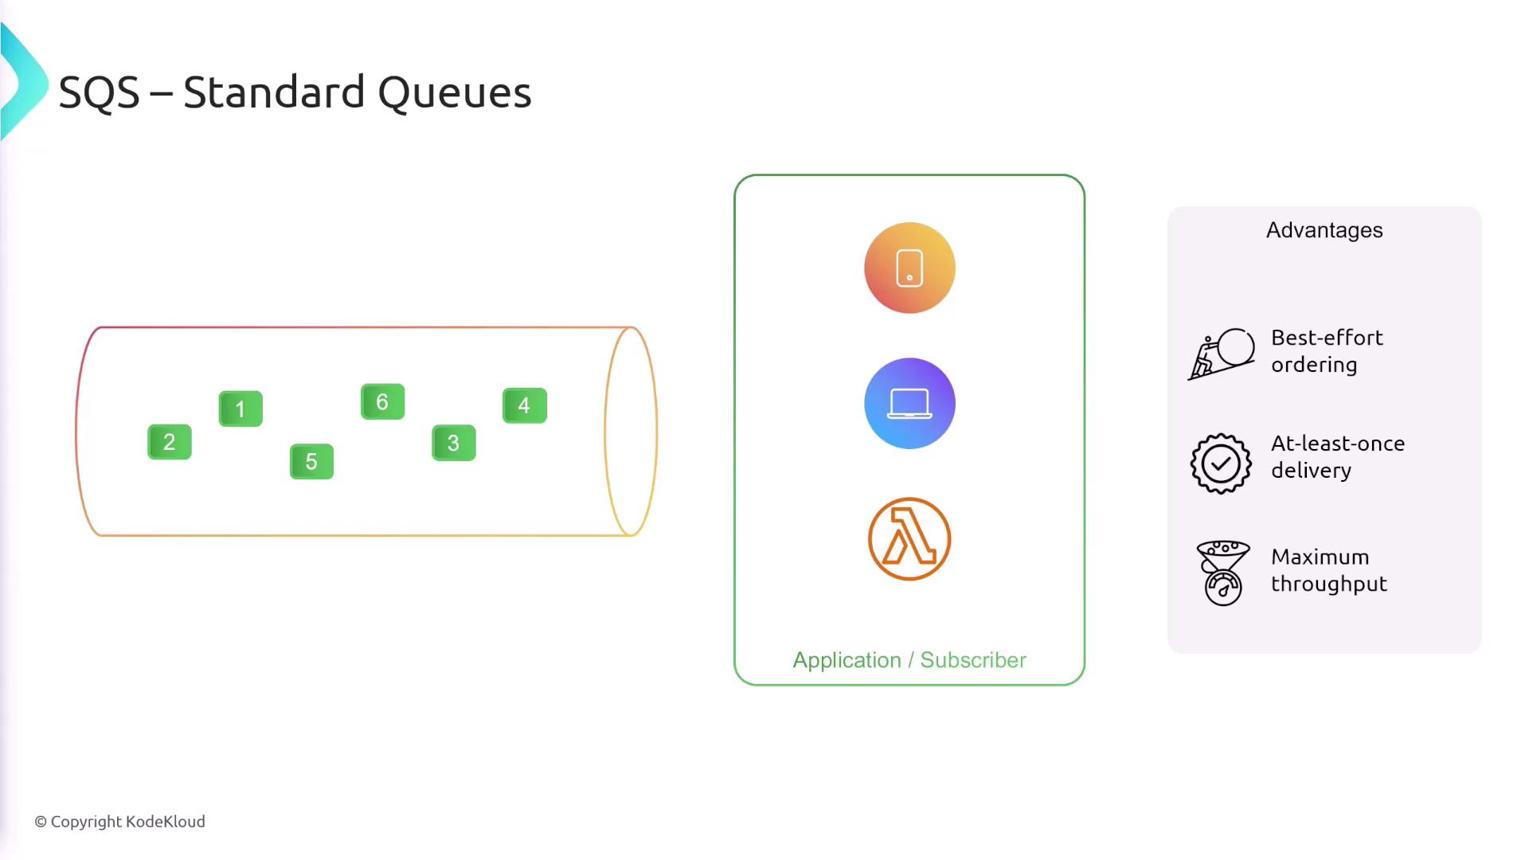 SQS – Standard Queues
2
1
5
6
3
4
Application / Subscriber
Advantages
Best-effort
ordering
At-least-once
delivery
Maximum
throughput
© Copyright KodeKloud